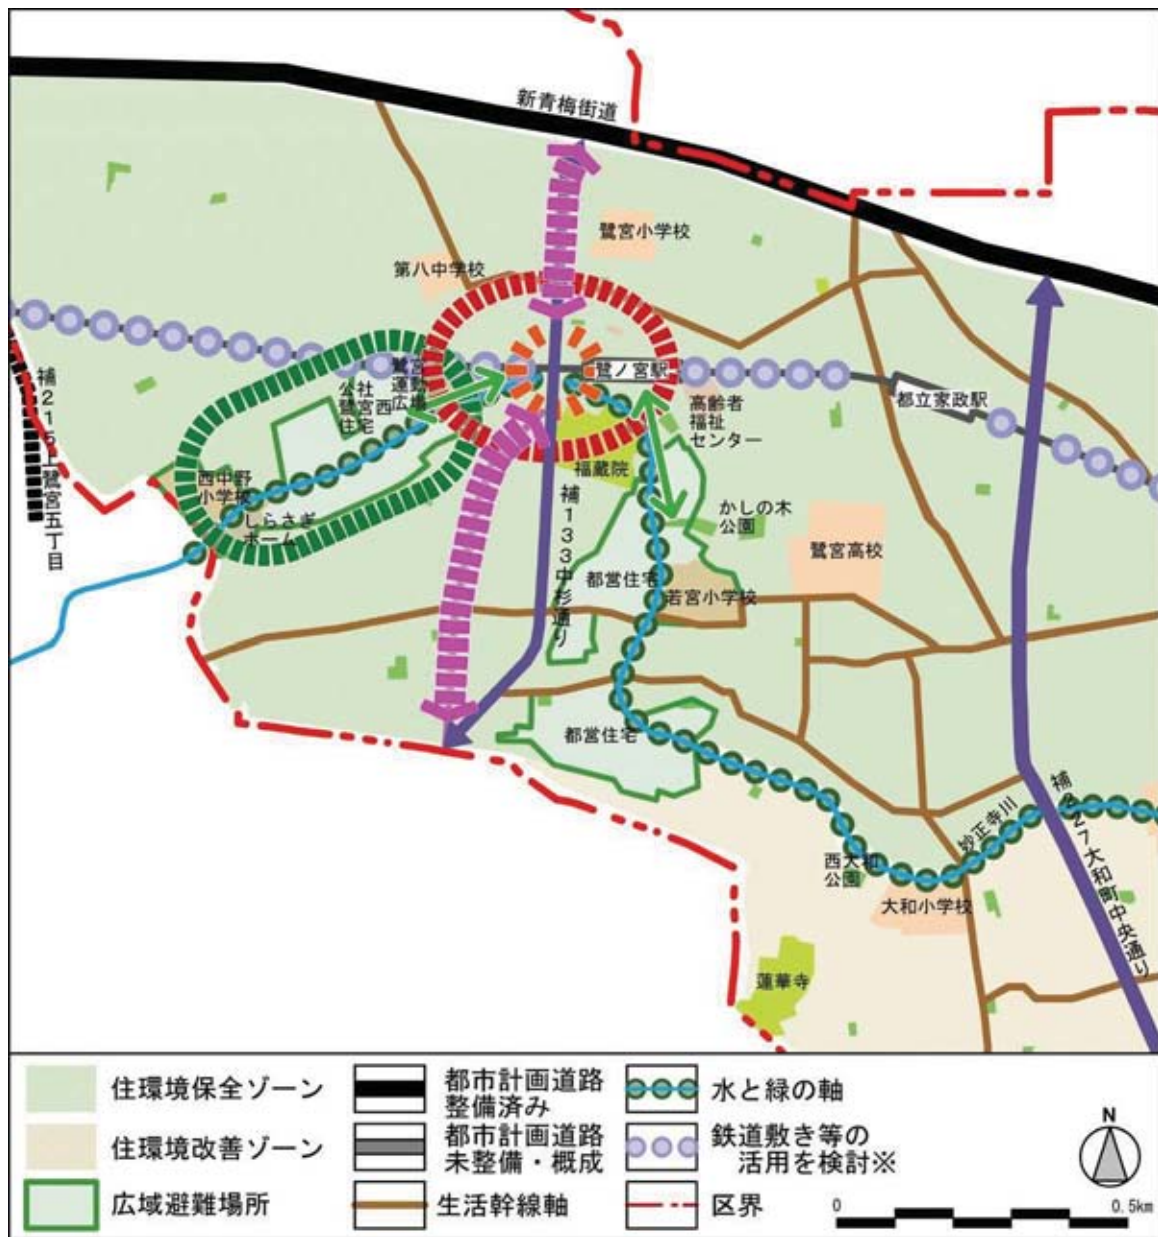 新青梅街道
鷺宮小学校
第八中学校
鷺宮
運動
広場
公社
鷺宮西
住宅
鷺ノ宮駅
都立家政駅
高齢者
福祉
センター
補215上鷺宮五丁目
西中野
小学校
しらさぎ
ホーム
福蔵院
かしの木
公園
鷺宮高校
補133中杉通り
都営住宅
若宮小学校
都営住宅
妙正寺川
補227大和町中央通り
西大和
公園
大和小学校
蓮華寺
住環境保全ゾーン
住環境改善ゾーン
広域避難場所
都市計画道路
整備済み
都市計画道路
未整備・概成
生活幹線軸
水と緑の軸
鉄道敷き等の
活用を検討※
区界
N
0
0.5km